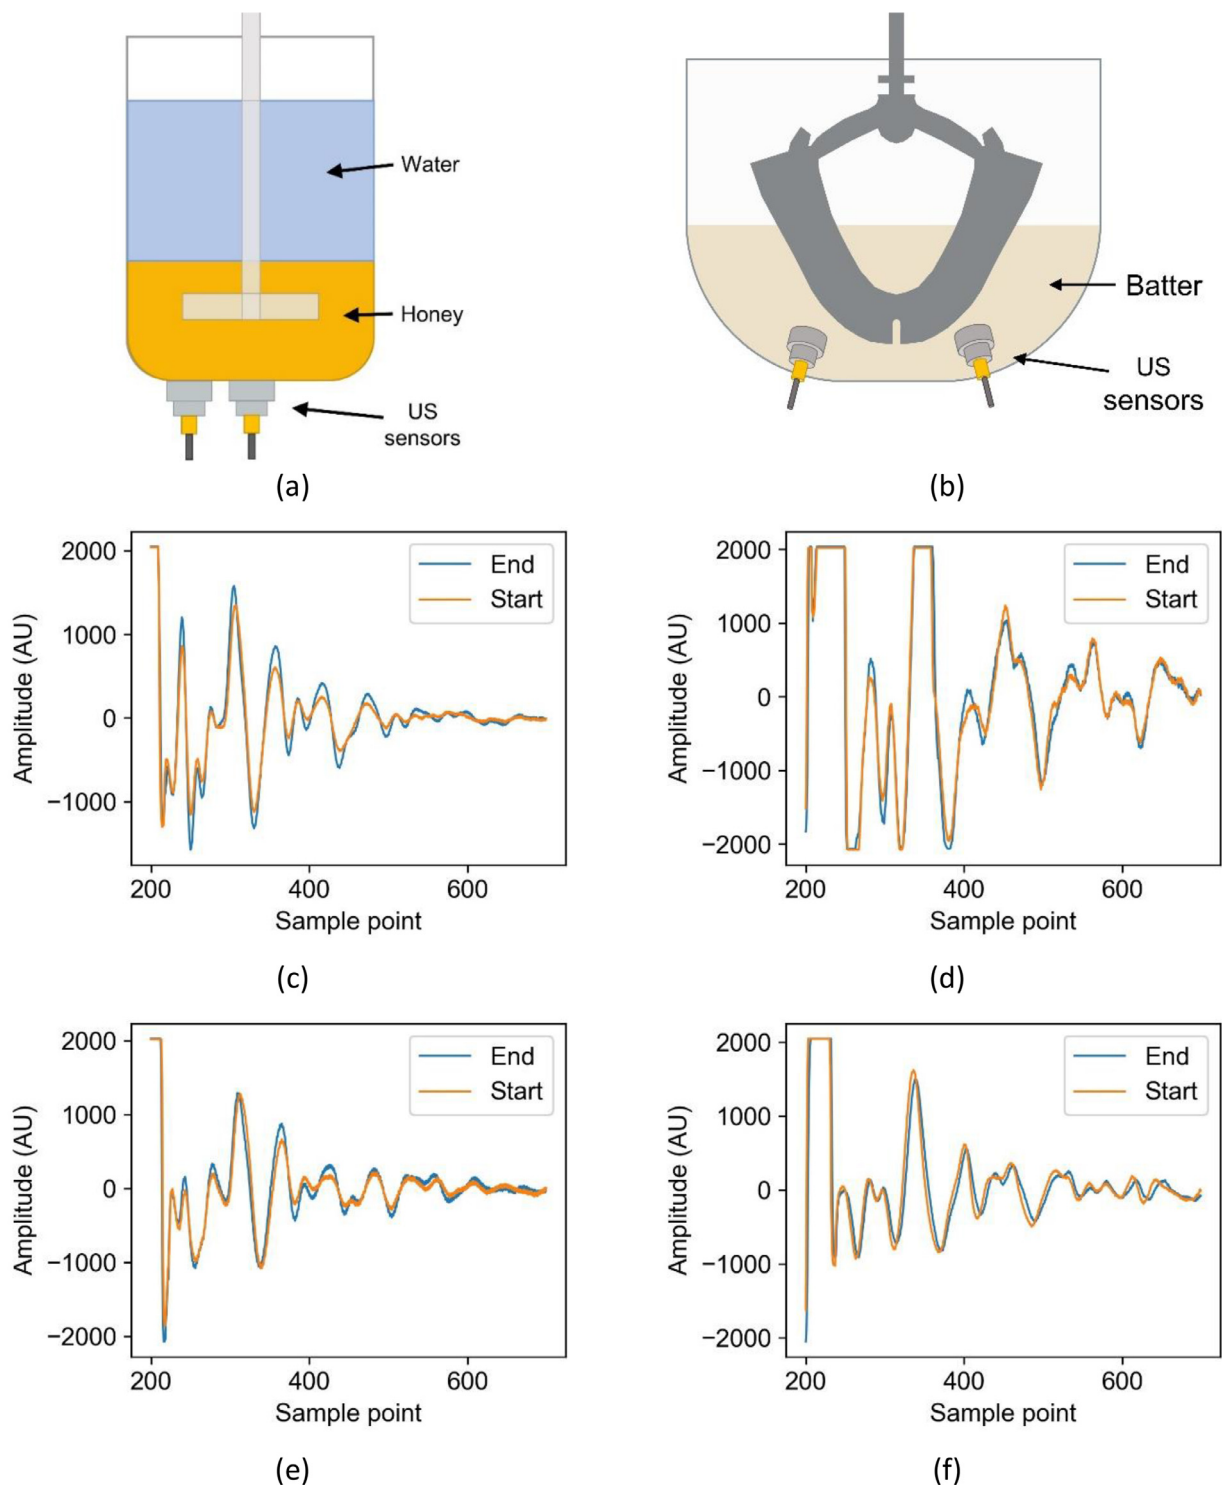 Water
Honey
US
sensors
(a)
Batter
US
sensors
(b)
2000
1000
0
−1000
200
400
600
Amplitude (AU)
Sample point
End
Start
(c)
2000
1000
0
−1000
−2000
200
400
600
Amplitude (AU)
Sample point
End
Start
(d)
2000
1000
0
−1000
−2000
200
400
600
Amplitude (AU)
Sample point
End
Start
(e)
2000
1000
0
−1000
−2000
200
400
600
Amplitude (AU)
Sample point
End
Start
(f)